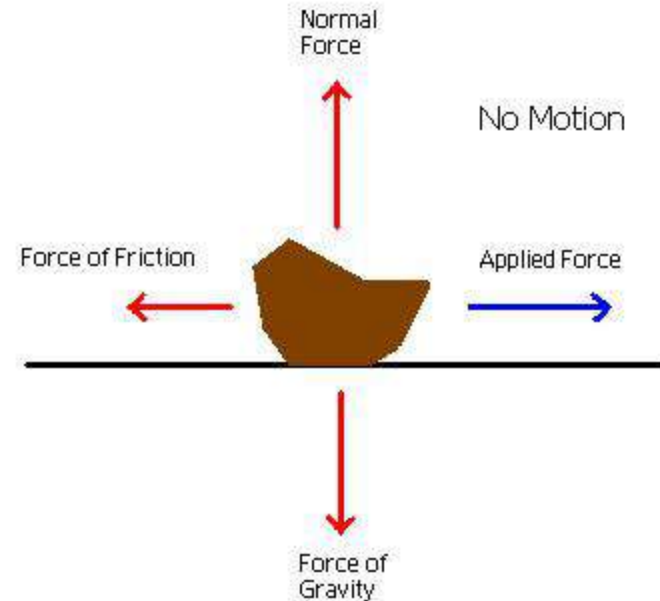 Normal
Force
No Motion
Force of Friction
Applied Force
Force of
Gravity